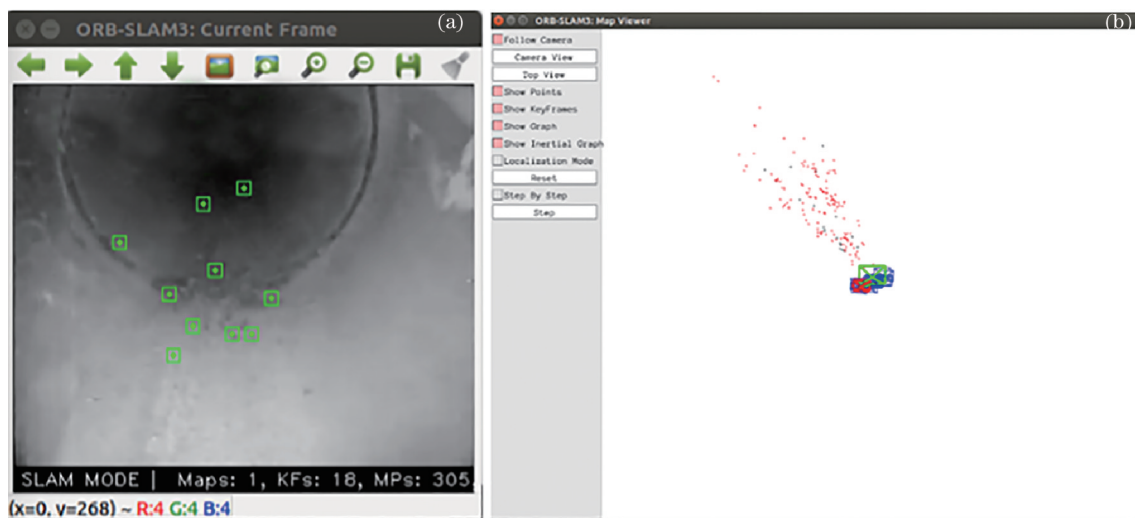 ORB-SLAM3: Current Frame
(a)
SLAM MODE | Maps: 1, KFs: 18, MPs: 305,
(x=0, y=268) ~ R:4 G:4 B:4
ORB-SLAM3: Map Viewer
(b)
Follow Camera
Camera View
Top View
Show Points
Show KeyFrames
Show Graph
Show Inertial Graph
Localization Mode
Reset
Step By Step
Step